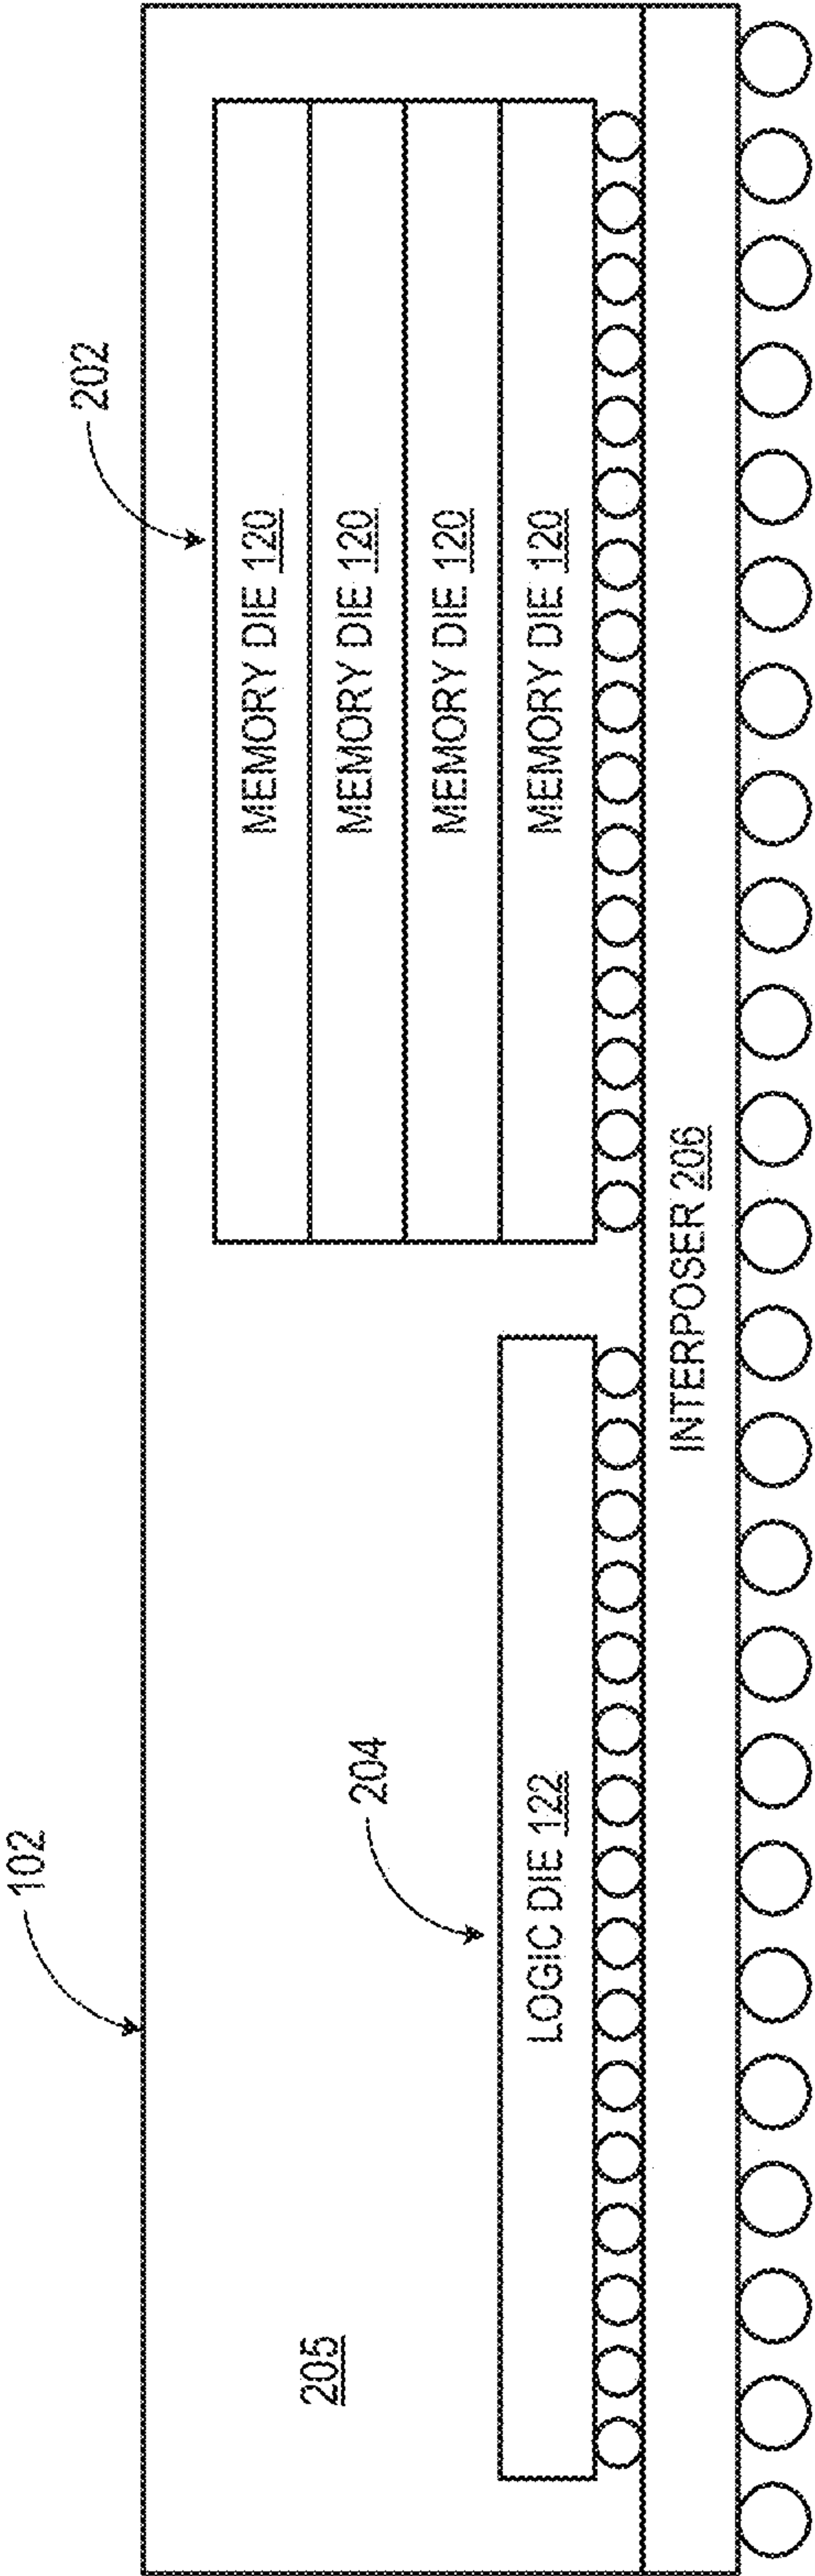 102
202
204
205
MEMORY DIE 120
MEMORY DIE 120
MEMORY DIE 120
MEMORY DIE 120
LOGIC DIE 122
INTERPOSER 206